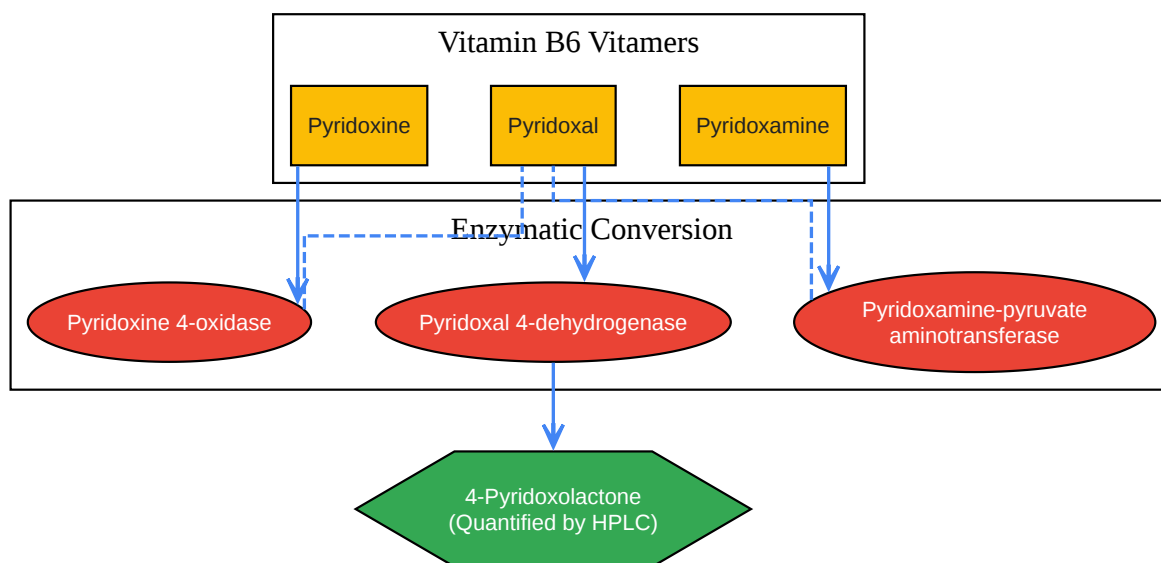 Vitamin B6 Vitamers
Pyridoxine
Pyridoxal
Pyridoxamine
Enzymatic Conversion
Pyridoxine 4-oxidase
Pyridoxal 4-dehydrogenase
Pyridoxamine-pyruvate
aminotransferase
4-Pyridoxolactone
(Quantified by HPLC)